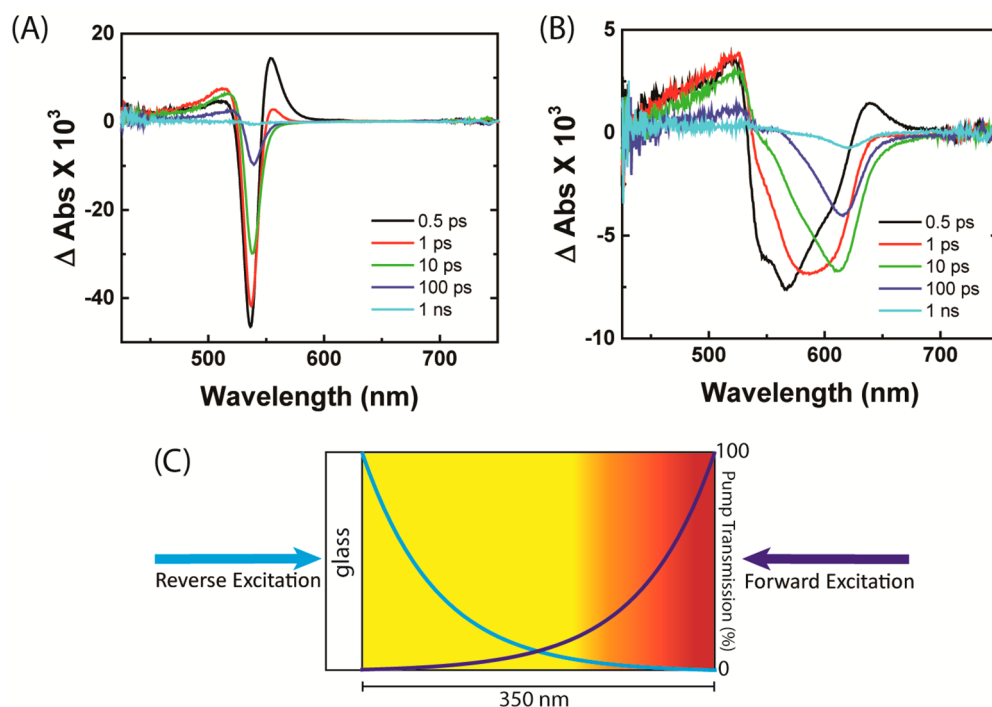 (A)
Δ Abs X 10³
20
0
-20
-40
500
600
700
Wavelength (nm)
0.5 ps
1 ps
10 ps
100 ps
1 ns
(B)
Δ Abs X 10³
5
0
-5
-10
500
600
700
Wavelength (nm)
0.5 ps
1 ps
10 ps
100 ps
1 ns
(C)
glass
Reverse Excitation
100
Pump Transmission (%)
0
Forward Excitation
350 nm